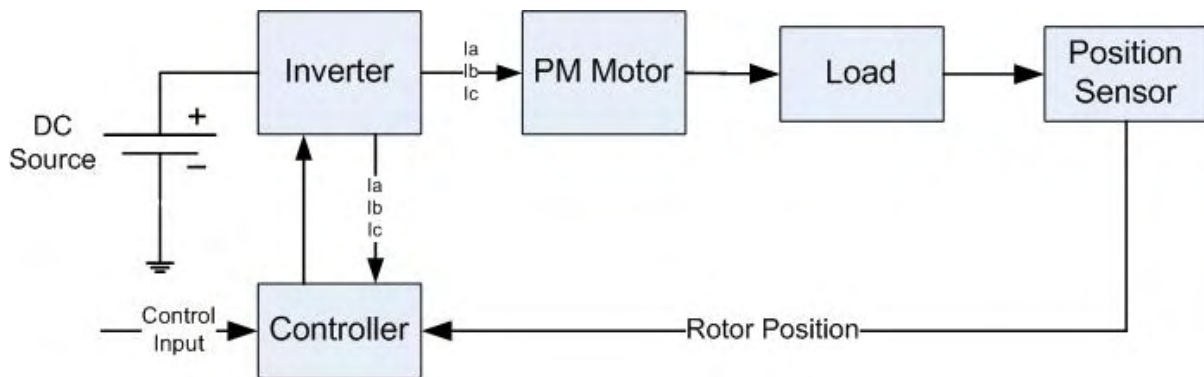 Inverter
Ia
Ib
Ic
PM Motor
Load
Position
Sensor
DC
Source
+
−
Ia
Ib
Ic
Control
Input
Controller
Rotor Position